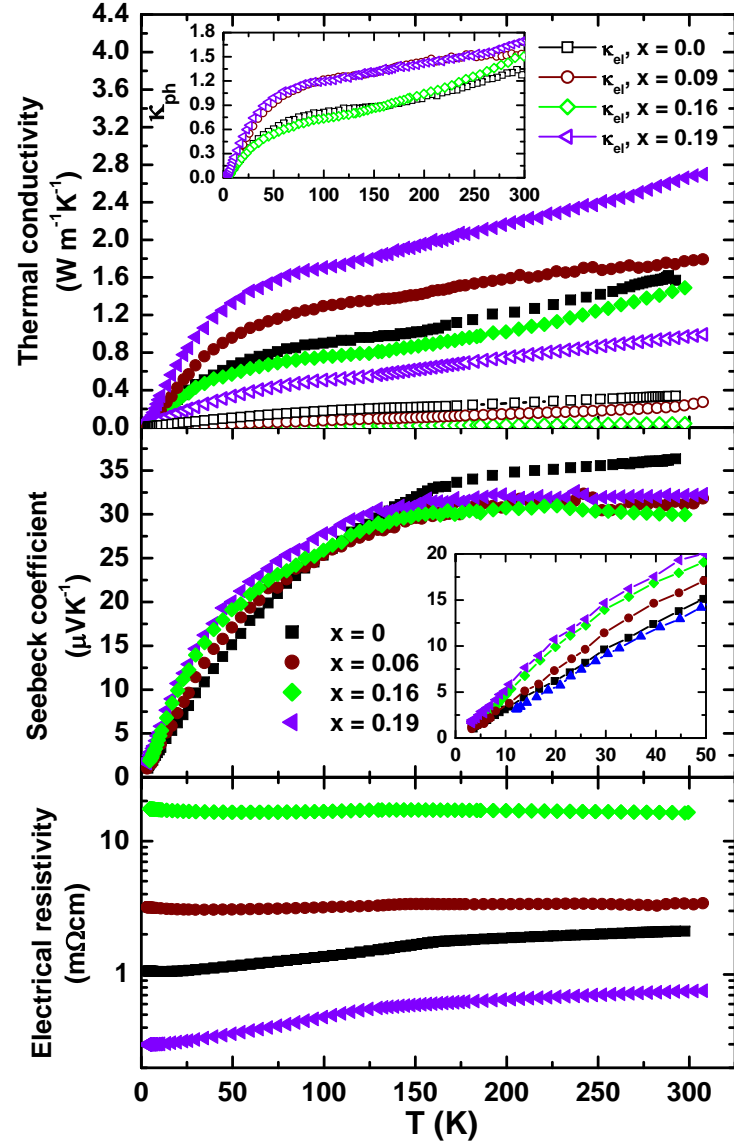 4.4
4.0
3.6
3.2
2.8
2.4
2.0
1.6
1.2
0.8
0.4
0.0
Thermal conductivity
(W m⁻¹K⁻¹)
1.8
1.5
1.2
0.9
0.6
0.3
0.0
κph
0 50 100 150 200 250 300
κel, x = 0.0
κel, x = 0.09
κel, x = 0.16
κel, x = 0.19
35
30
25
20
15
10
5
0
Seebeck coefficient
(μVK⁻¹)
x = 0
x = 0.06
x = 0.16
x = 0.19
20
15
10
5
0
0 10 20 30 40 50
10
1
Electrical resistivity
(mΩcm)
0 50 100 150 200 250 300
T (K)